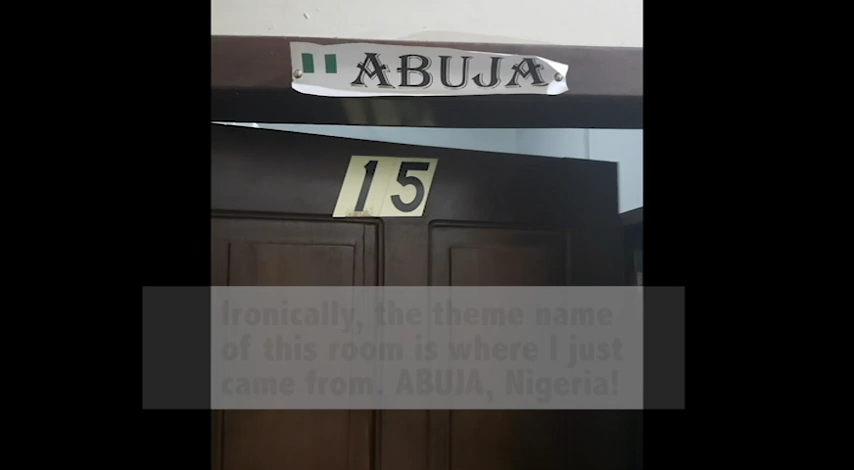 ABUJA
15
Ironically, the theme name
of this room is where I just
came from. ABUJA, Nigeria!